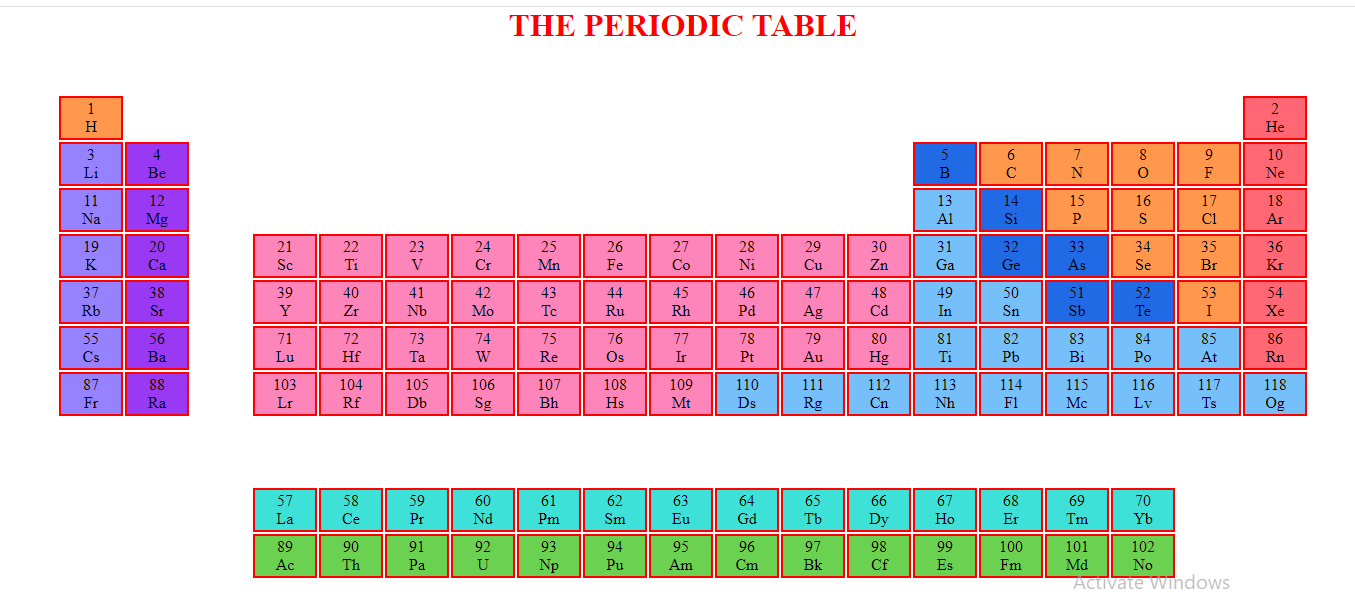 THE PERIODIC TABLE
1 2
H He
3 4 5 6 7 8 9 10
Li Be B C N O F Ne
11 12 13 14 15 16 17 18
Na Mg Al Si P S Cl Ar
19 20 21 22 23 24 25 26 27 28 29 30 31 32 33 34 35 36
K Ca Sc Ti V Cr Mn Fe Co Ni Cu Zn Ga Ge As Se Br Kr
37 38 39 40 41 42 43 44 45 46 47 48 49 50 51 52 53 54
Rb Sr Y Zr Nb Mo Tc Ru Rh Pd Ag Cd In Sn Sb Te I Xe
55 56 71 72 73 74 75 76 77 78 79 80 81 82 83 84 85 86
Cs Ba Lu Hf Ta W Re Os Ir Pt Au Hg Ti Pb Bi Po At Rn
87 88 103 104 105 106 107 108 109 110 111 112 113 114 115 116 117 118
Fr Ra Lr Rf Db Sg Bh Hs Mt Ds Rg Cn Nh Fl Mc Lv Ts Og
57 58 59 60 61 62 63 64 65 66 67 68 69 70
La Ce Pr Nd Pm Sm Eu Gd Tb Dy Ho Er Tm Yb
89 90 91 92 93 94 95 96 97 98 99 100 101 102
Ac Th Pa U Np Pu Am Cm Bk Cf Es Fm Md No
Activate Windows